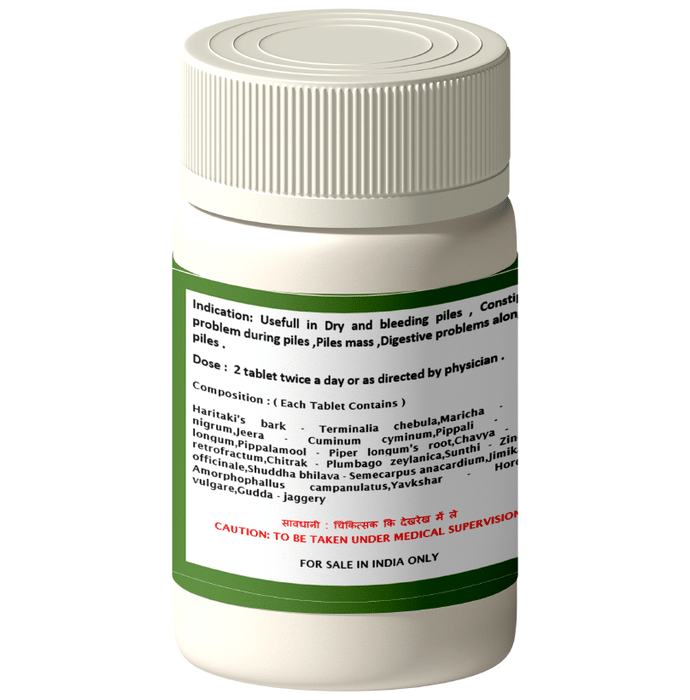 Indication: Usefull in Dry and bleeding piles , Constip
problem during piles ,Piles mass ,Digestive problems alon
piles .
Dose : 2 tablet twice a day or as directed by physician .
Composition : ( Each Tablet Contains )
Haritaki's bark - Terminalia chebula,Maricha -
nigrum,Jeera - Cuminum cyminum,Pippali -
longum,Pippalamool - Piper longum's root,Chavya -
retrofractum,Chitrak - Plumbago zeylanica,Sunthi - Zin
officinale,Shuddha bhilava - Semecarpus anacardium,Jimik
Amorphophallus campanulatus,Yavkshar - Hord
vulgare,Gudda - jaggery
सावधानी : चिकित्सक कि देखरेख में ले
CAUTION: TO BE TAKEN UNDER MEDICAL SUPERVISION
FOR SALE IN INDIA ONLY